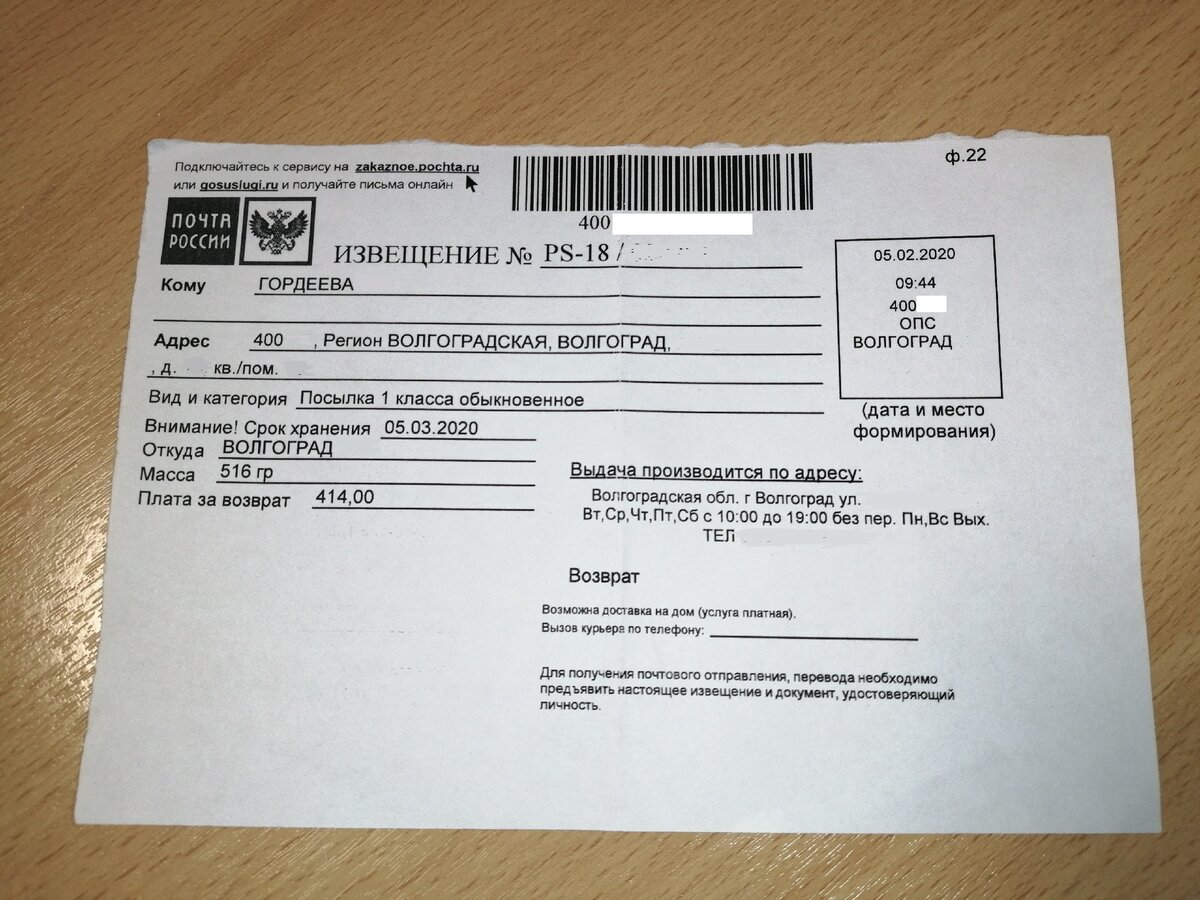 Подключайтесь к сервису на zakaznoe.pochta.ru
или gosuslugi.ru и получайте письма онлайн
ф.22
ПОЧТА
РОССИИ
400
ИЗВЕЩЕНИЕ № PS-18 /
05.02.2020
09:44
400
ОПС
ВОЛГОГРАД
(дата и место
формирования)
Кому ГОРДЕЕВА
Адрес 400 , Регион ВОЛГОГРАДСКАЯ, ВОЛГОГРАД,
, д. кв./пом.
Вид и категория Посылка 1 класса обыкновенное
Внимание! Срок хранения 05.03.2020
Откуда ВОЛГОГРАД
Масса 516 гр
Плата за возврат 414,00
Выдача производится по адресу:
Волгоградская обл. г Волгоград ул.
Вт,Ср,Чт,Пт,Сб с 10:00 до 19:00 без пер. Пн,Вс Вых.
ТЕЛ
Возврат
Возможна доставка на дом (услуга платная).
Вызов курьера по телефону:
Для получения почтового отправления, перевода необходимо
предъявить настоящее извещение и документ, удостоверяющий
личность.